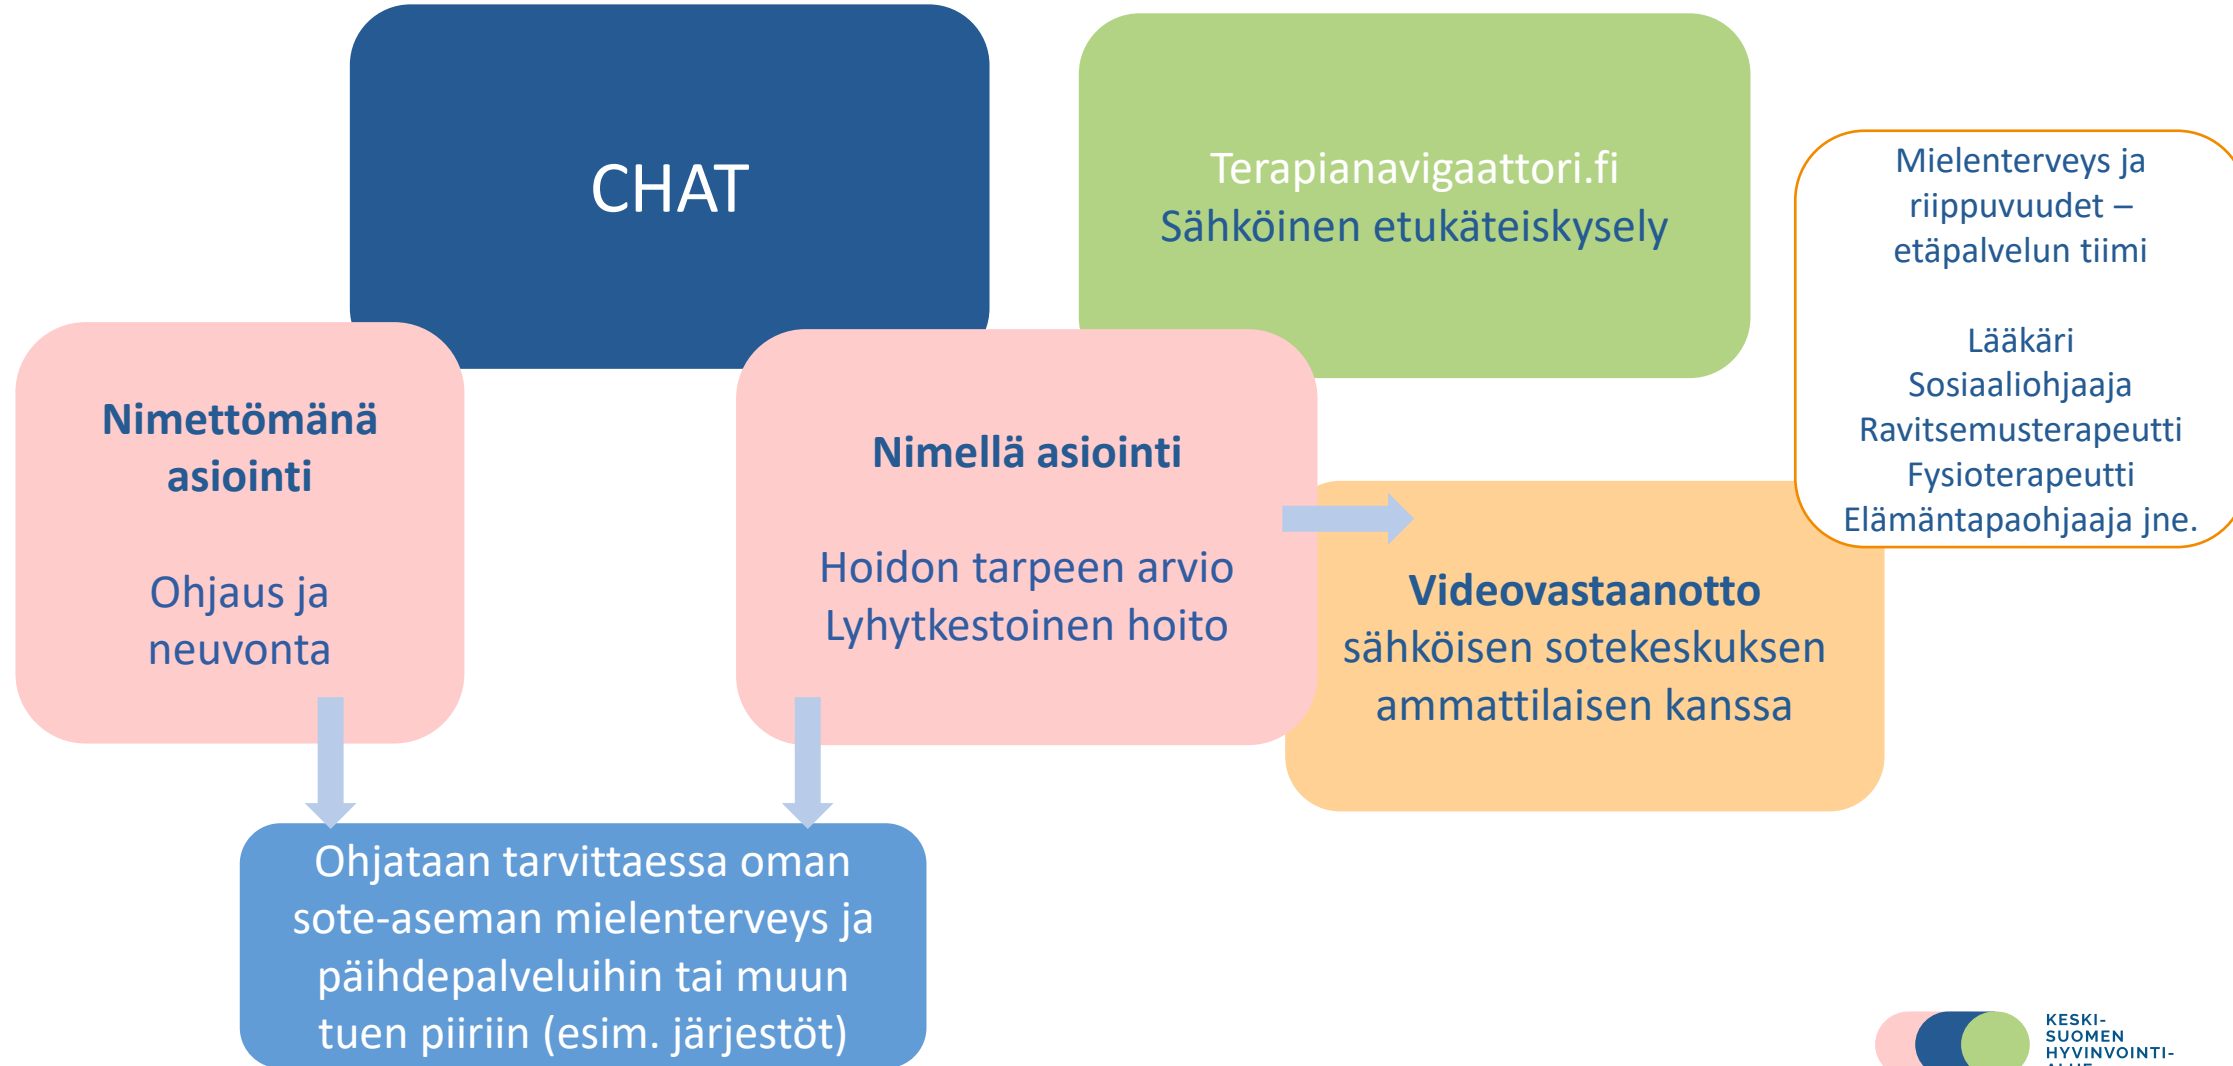 CHAT
Terapianavigaattori.fi
Sähköinen etukäteiskysely
Mielenterveys ja
riippuvuudet –
etäpalvelun tiimi
Lääkäri
Sosiaaliohjaaja
Ravitsemusterapeutti
Fysioterapeutti
Elämäntapaohjaaja jne.
Nimettömänä
asiointi
Ohjaus ja
neuvonta
Nimellä asiointi
Hoidon tarpeen arvio
Lyhytkestoinen hoito
Videovastaanotto
sähköisen sotekeskuksen
ammattilaisen kanssa
Ohjataan tarvittaessa oman
sote-aseman mielenterveys ja
päihdepalveluihin tai muun
tuen piiriin (esim. järjestöt)
KESKI-
SUOMEN
HYVINVOINTI-
ALUE